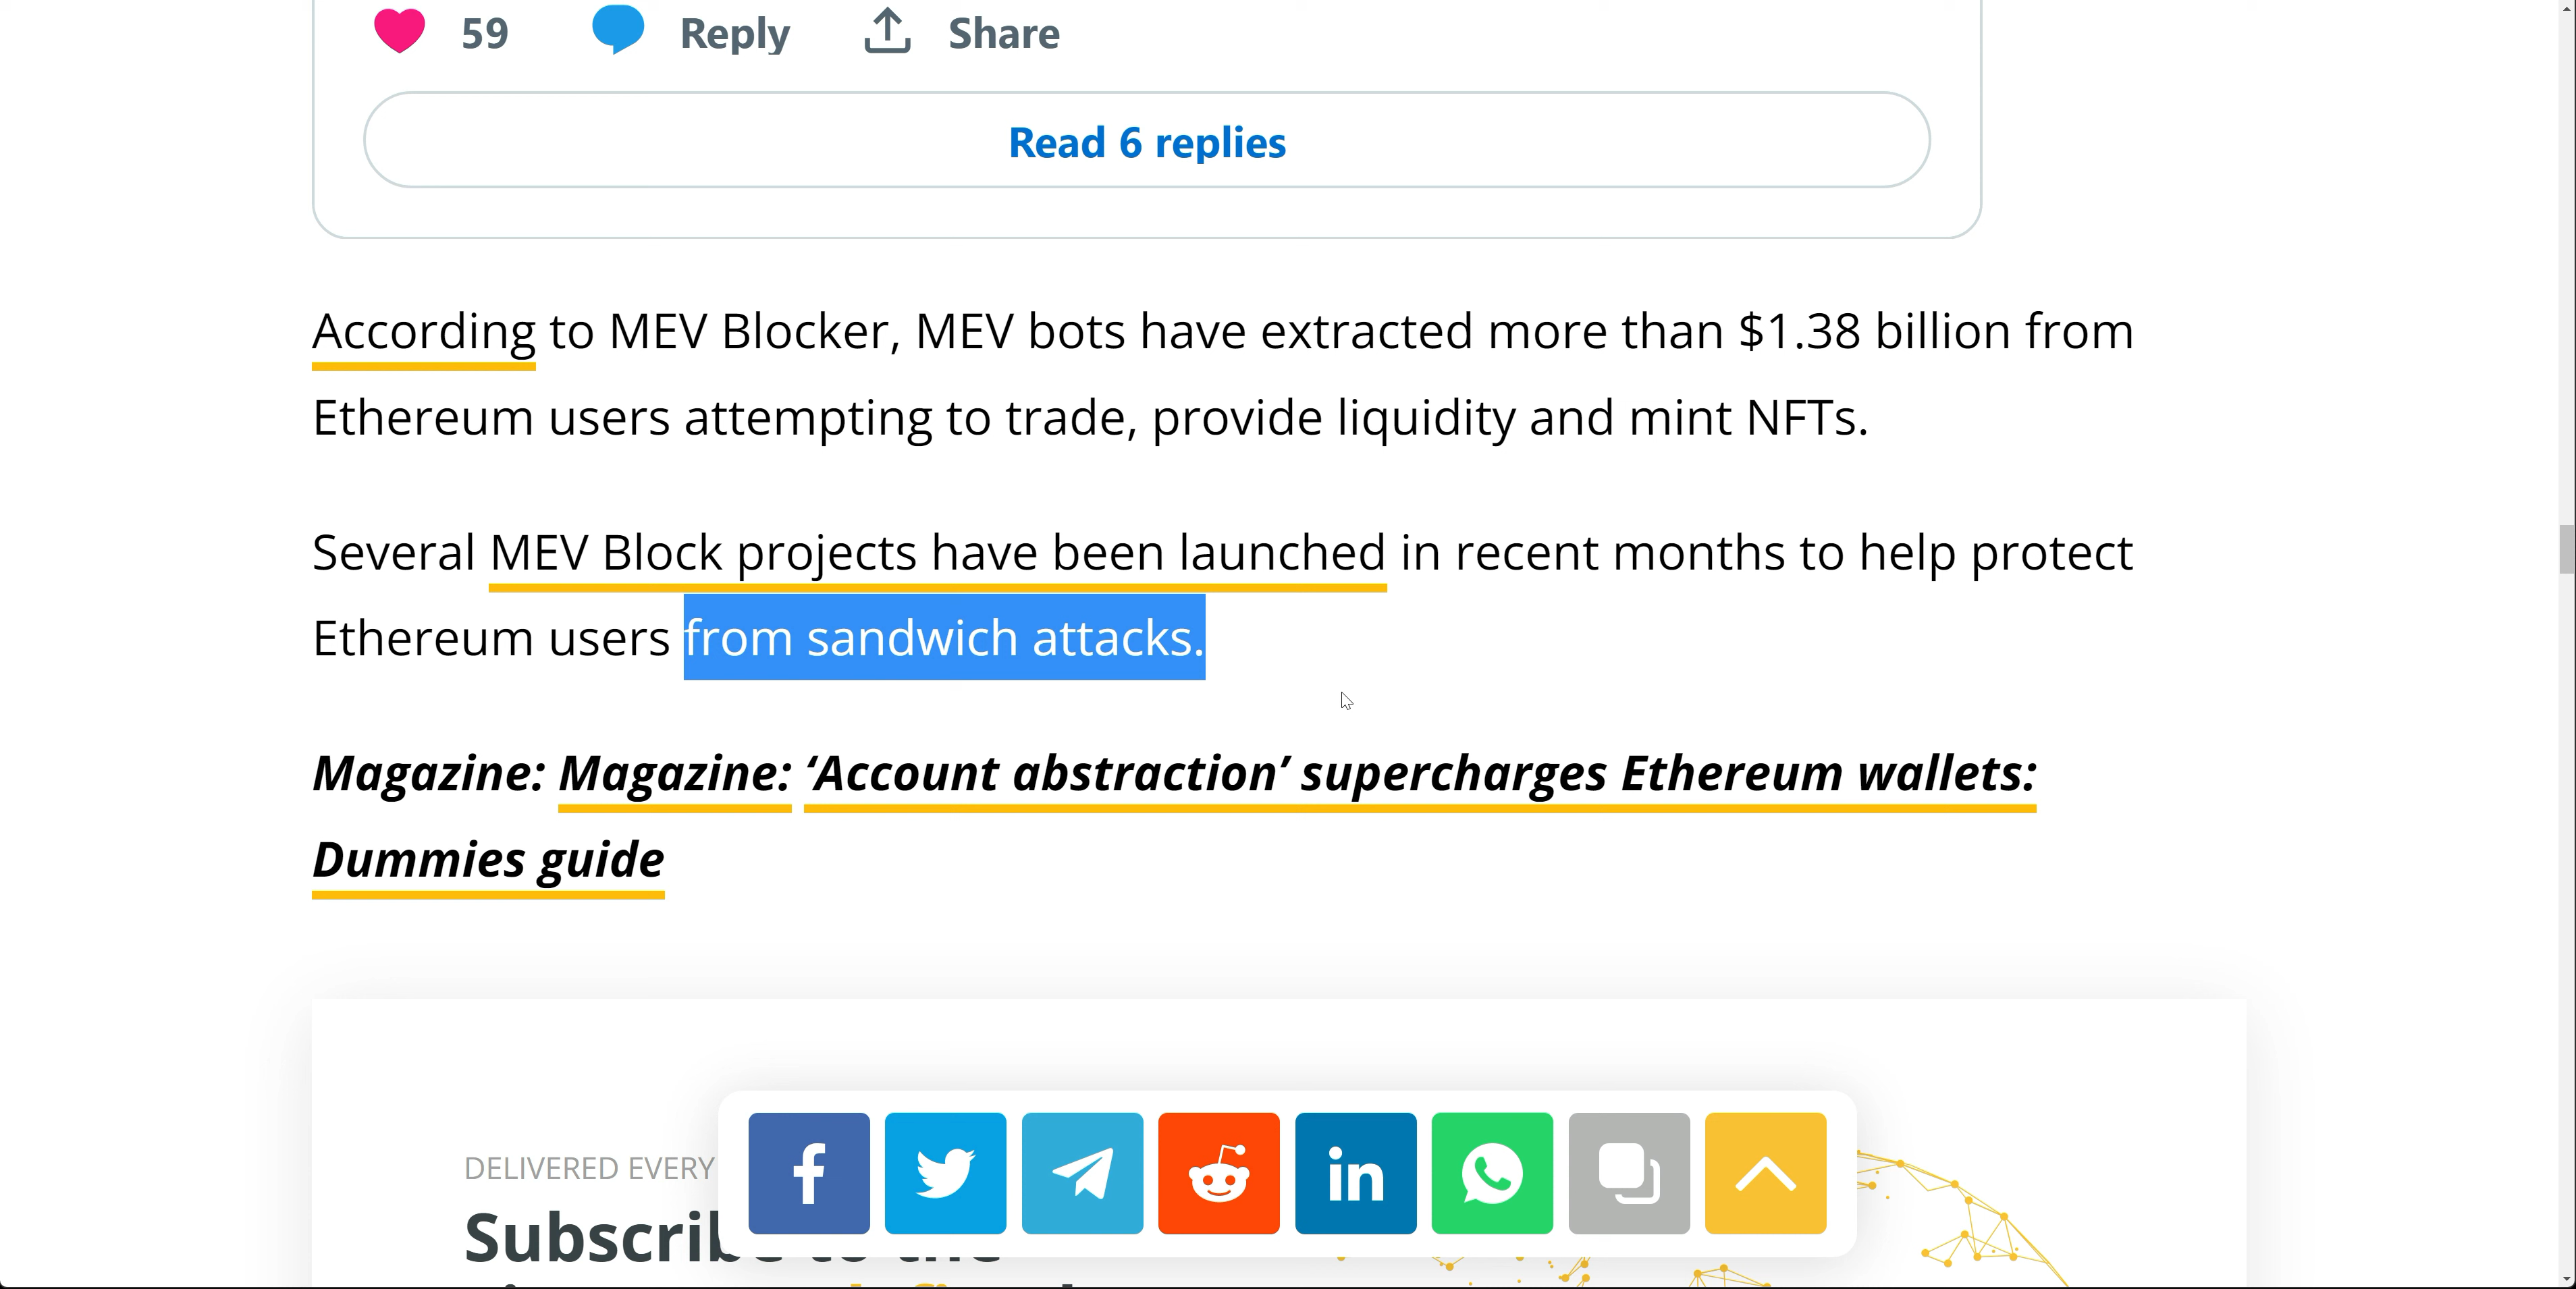 59 Reply Share
Read 6 replies
According to MEV Blocker, MEV bots have extracted more than $1.38 billion from
Ethereum users attempting to trade, provide liquidity and mint NFTs.
Several MEV Block projects have been launched in recent months to help protect
Ethereum users from sandwich attacks.
Magazine: Magazine: ‘Account abstraction’ supercharges Ethereum wallets:
Dummies guide
DELIVERED EVERY
Subscribe to the